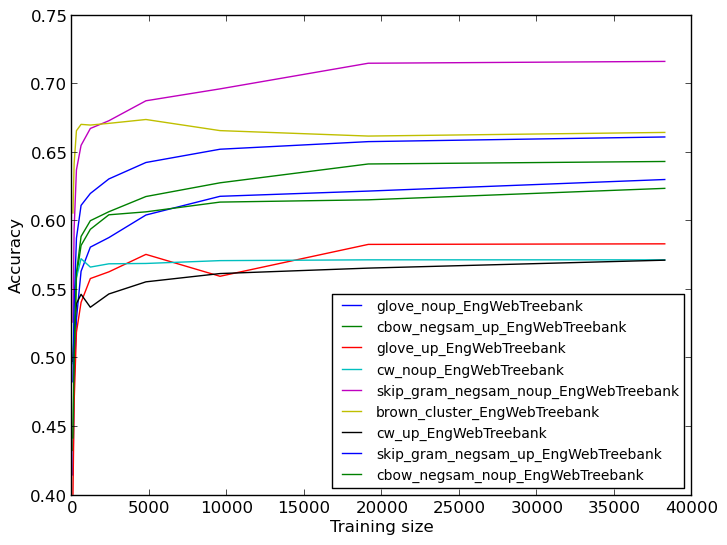 0.75
0.70
0.65
0.60
0.55
0.50
0.45
0.40
Accuracy
glove_noup_EngWebTreebank
cbow_negsam_up_EngWebTreebank
glove_up_EngWebTreebank
cw_noup_EngWebTreebank
skip_gram_negsam_noup_EngWebTreebank
brown_cluster_EngWebTreebank
cw_up_EngWebTreebank
skip_gram_negsam_up_EngWebTreebank
cbow_negsam_noup_EngWebTreebank
0 5000 10000 15000 20000 25000 30000 35000 40000
Training size